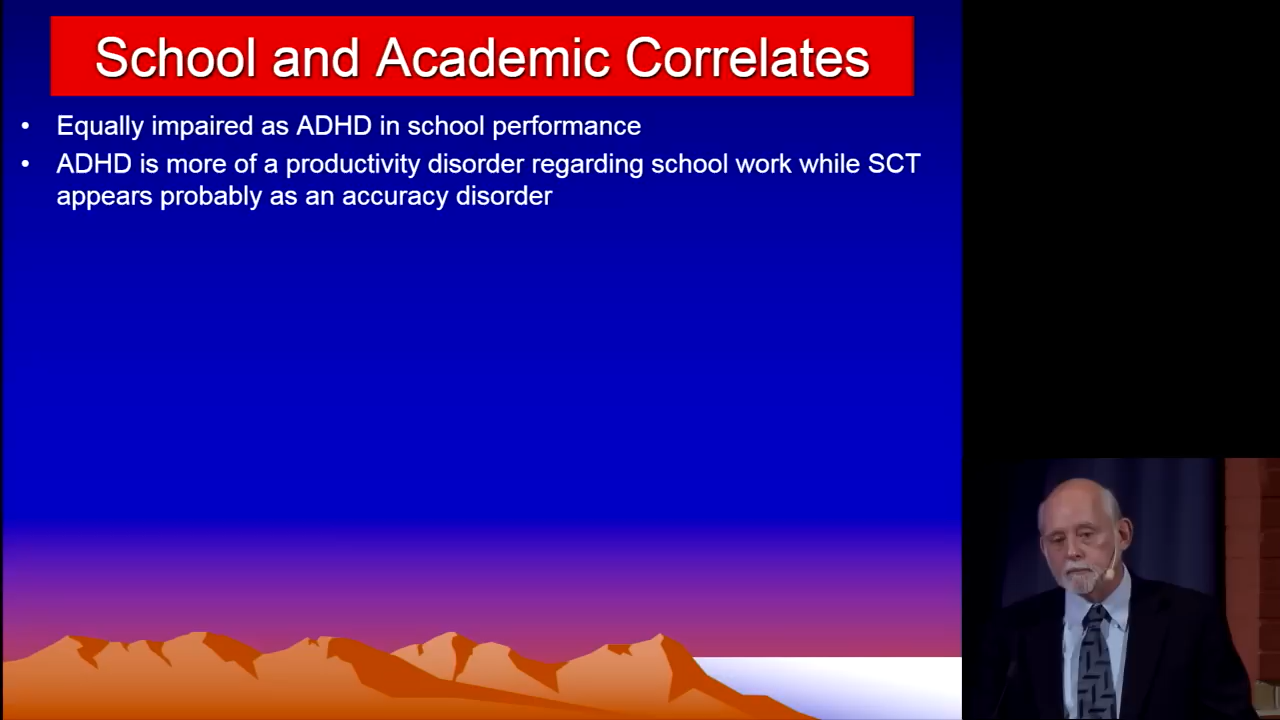 School and Academic Correlates
• Equally impaired as ADHD in school performance
• ADHD is more of a productivity disorder regarding school work while SCT
appears probably as an accuracy disorder